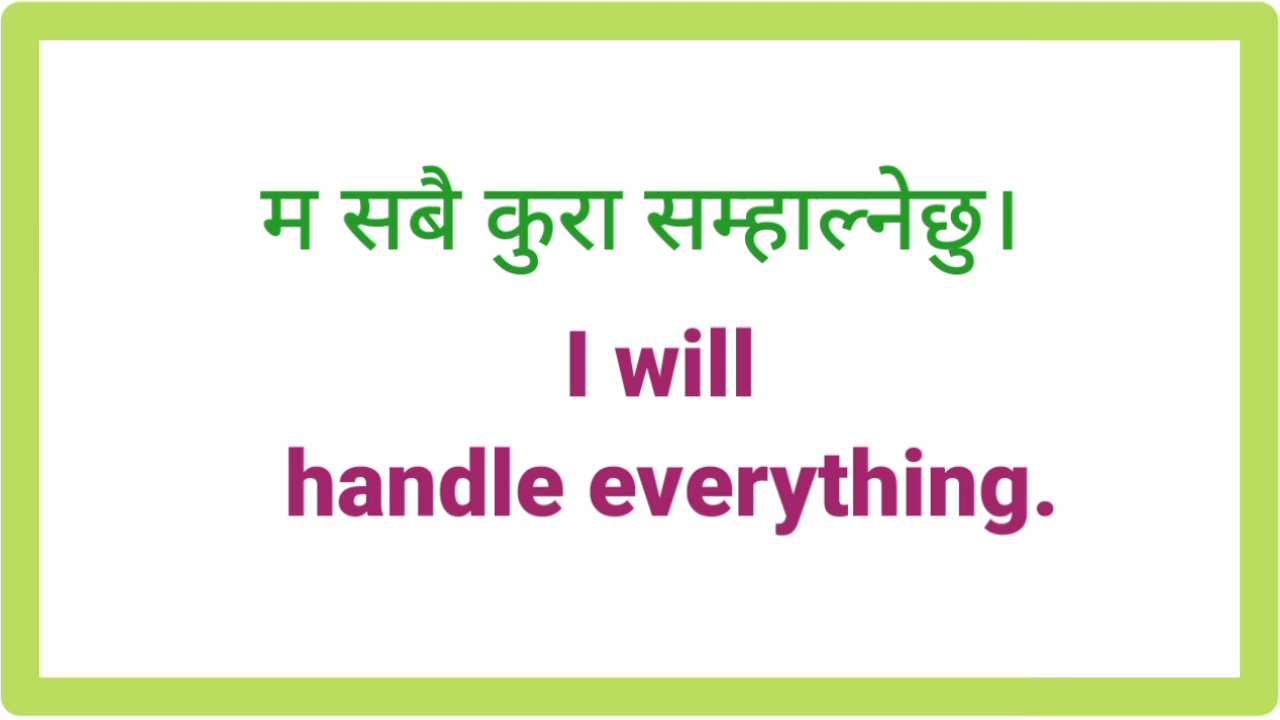 म सबै कुरा सम्हाल्नेछु।
I will
handle everything.